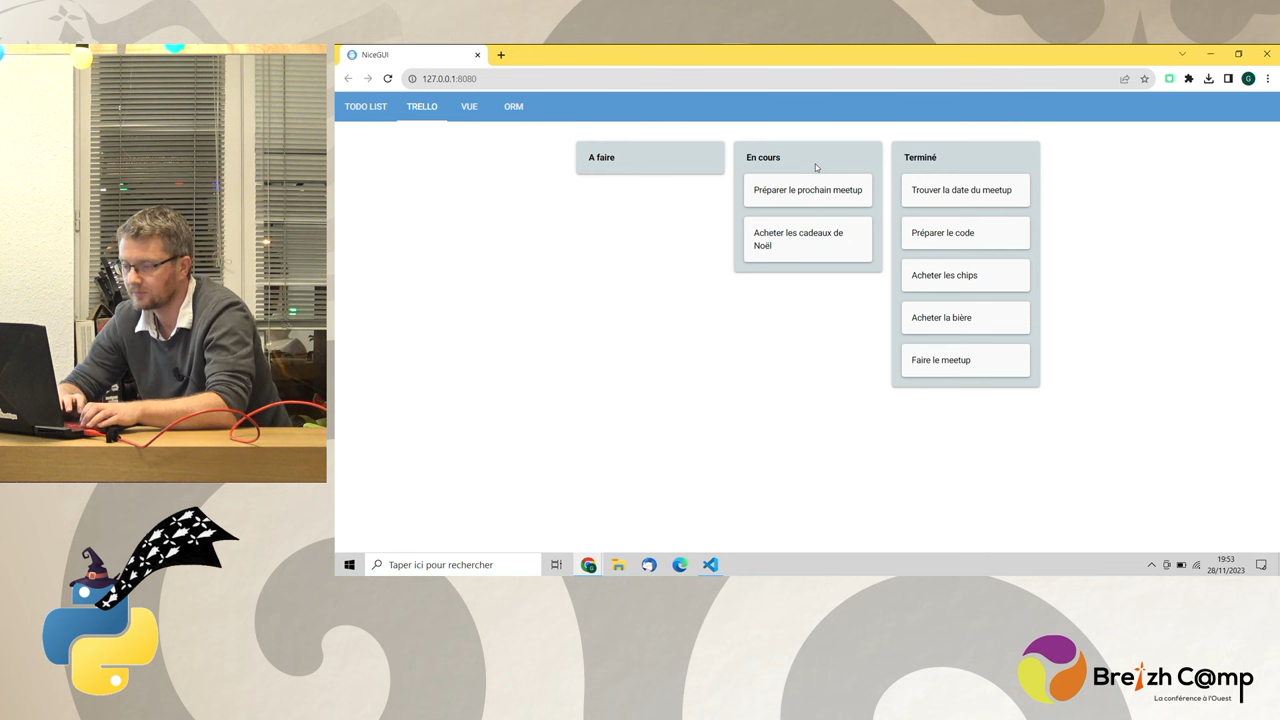 NiceGUI
127.0.0.1:8080
TODO LIST
TRELLO
VUE
ORM
A faire
En cours
Préparer le prochain meetup
Acheter les cadeaux de
Noël
Terminé
Trouver la date du meetup
Préparer le code
Acheter les chips
Acheter la bière
Faire le meetup
Taper ici pour rechercher
19:53
28/11/2023
Breizh C@mp
La conférence à l'Ouest